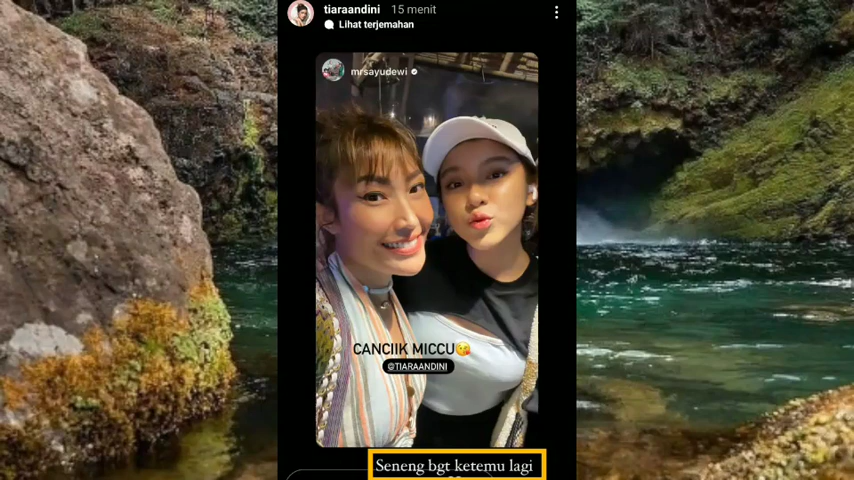 tiaraandini 15 menit
Lihat terjemahan
mrsayudewi
CANCIIK MICCU😘
@TIARAANDINI
Seneng bgt ketemu lagi